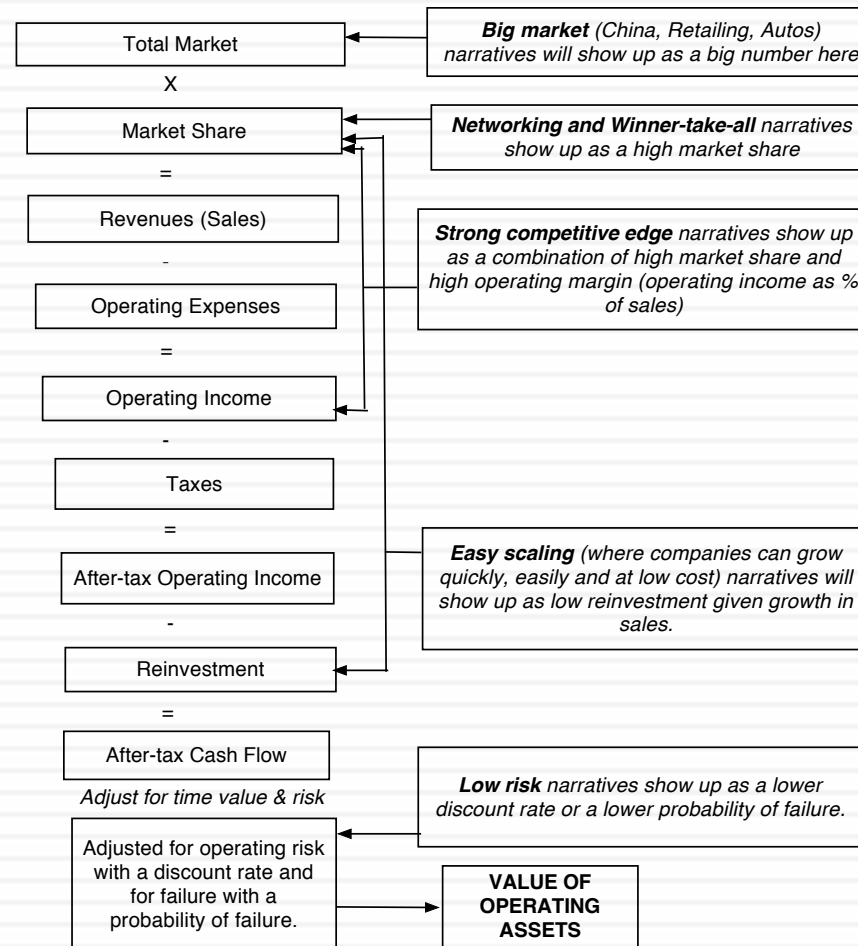 Total Market
Big market (China, Retailing, Autos)
narratives will show up as a big number here
X
Market Share
Networking and Winner-take-all narratives
show up as a high market share
=
Revenues (Sales)
-
Strong competitive edge narratives show up
as a combination of high market share and
high operating margin (operating income as %
of sales)
Operating Expenses
=
Operating Income
-
Taxes
=
After-tax Operating Income
Easy scaling (where companies can grow
quickly, easily and at low cost) narratives will
show up as low reinvestment given growth in
sales.
-
Reinvestment
=
After-tax Cash Flow
Adjust for time value & risk
Low risk narratives show up as a lower
discount rate or a lower probability of failure.
Adjusted for operating risk
with a discount rate and
for failure with a
probability of failure.
VALUE OF
OPERATING
ASSETS